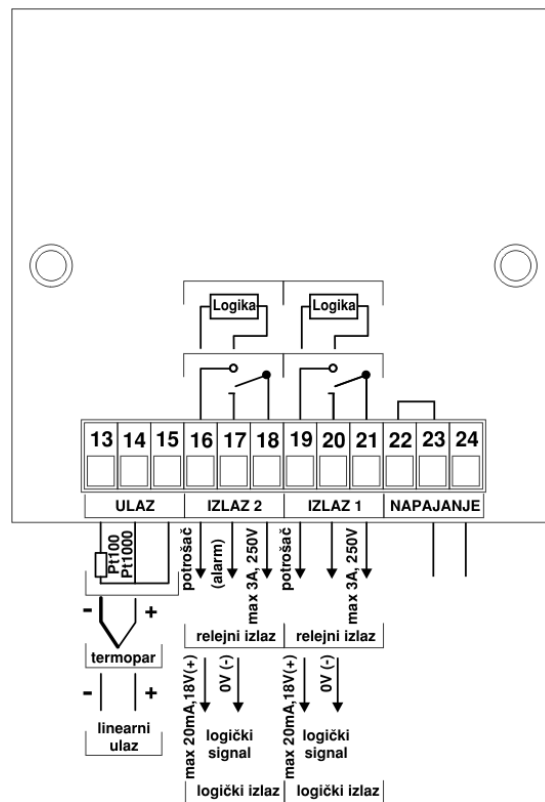 Logika Logika
13 14 15 16 17 18 19 20 21 22 23 24
ULAZ IZLAZ 2 IZLAZ 1 NAPAJANJE
Pt100
Pt1000
potrošač
(alarm)
max 3A, 250V
potrošač
max 3A, 250V
- +
termopar
- +
linearni
ulaz
relejni izlaz relejni izlaz
max 20mA,18V(+)
0V (-)
max 20mA,18V(+)
0V (-)
logički
signal
logički
signal
logički izlaz logički izlaz